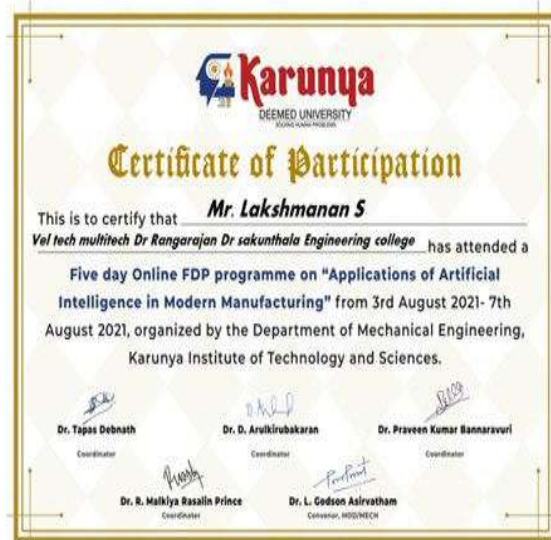 Karunya
DEEMED UNIVERSITY
SOLVING HUMAN PROBLEMS
Certificate of Participation
This is to certify that Mr. Lakshmanan S
Vel tech multitech Dr Rangarajan Dr sakunthala Engineering college has attended a
Five day Online FDP programme on “Applications of Artificial
Intelligence in Modern Manufacturing” from 3rd August 2021- 7th
August 2021, organized by the Department of Mechanical Engineering,
Karunya Institute of Technology and Sciences.
Dr. Tapas Debnath
Coordinator
Dr. D. Arulkirubakaran
Coordinator
Dr. Praveen Kumar Bannaravuri
Coordinator
Dr. R. Malkiya Rasalin Prince
Coordinator
Dr. L. Godson Asirvatham
Convenor, HOD/MECH